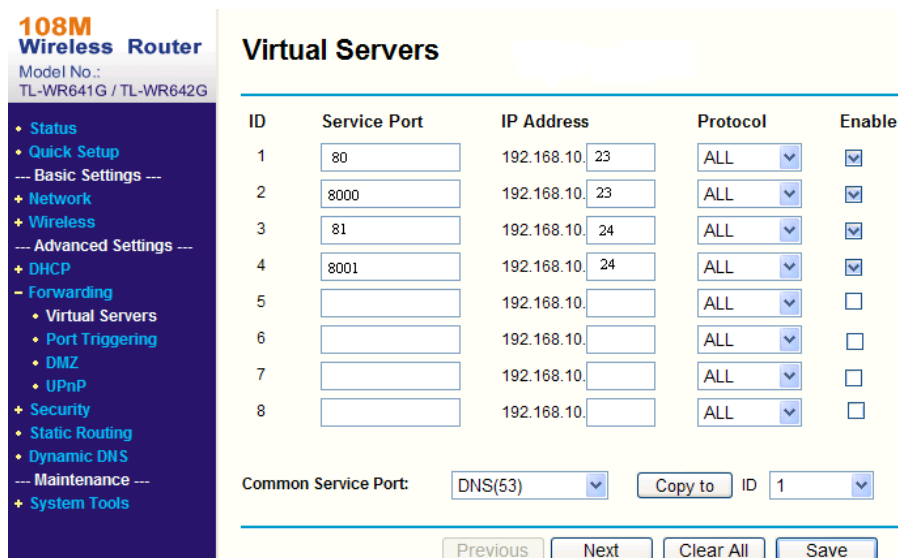 108M
Wireless Router
Model No.:
TL-WR641G / TL-WR642G
Status
Quick Setup
--- Basic Settings ---
+ Network
+ Wireless
--- Advanced Settings ---
+ DHCP
– Forwarding
Virtual Servers
Port Triggering
DMZ
UPnP
+ Security
Static Routing
Dynamic DNS
--- Maintenance ---
+ System Tools
Virtual Servers
ID Service Port IP Address Protocol Enable
1 80 192.168.10. 23 ALL
2 8000 192.168.10. 23 ALL
3 81 192.168.10. 24 ALL
4 8001 192.168.10. 24 ALL
5 192.168.10. ALL
6 192.168.10. ALL
7 192.168.10. ALL
8 192.168.10. ALL
Common Service Port: DNS(53) Copy to ID 1
Previous Next Clear All Save